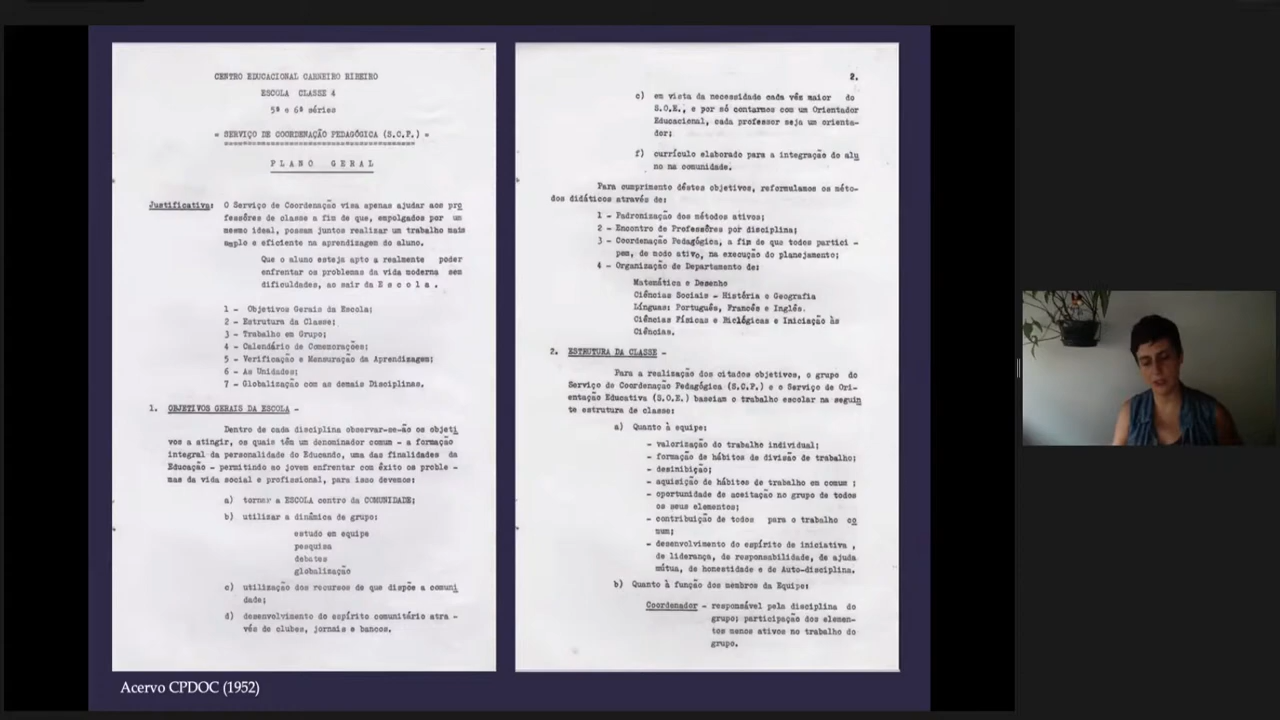 CENTRO EDUCACIONAL CARNEIRO RIBEIRO
ESCOLA CLASSE 4
5ª e 6ª séries
= SERVIÇO DE COORDENAÇÃO PEDAGÓGICA (S.C.P.) =
P L A N O G E R A L
Justificativa: O Serviço de Coordenação visa apenas ajudar aos pro
fessôres de classe a fim de que, empolgados por um
mesmo ideal, possam juntos realizar um trabalho mais
amplo e eficiente na aprendizagem do aluno.
Que o aluno esteja apto a realmente poder
enfrentar os problemas da vida moderna sem
dificuldades, ao sair da E s c o l a .
1 - Objetivos Gerais da Escola;
2 - Estrutura da Classe;
3 - Trabalho em Grupo;
4 - Calendário de Comemorações;
5 - Verificação e Mensuração da Aprendizagem;
6 - As Unidades;
7 - Globalização com as demais Disciplinas.
1. OBJETIVOS GERAIS DA ESCOLA -
Dentro de cada disciplina observar-se-ão os objeti
vos a atingir, os quais têm um denominador comum - a formação
integral da personalidade do Educando, uma das finalidades da
Educação - permitindo ao jovem enfrentar com êxito os proble -
mas da vida social e profissional, para isso devemos:
a) tornar a ESCOLA centro da COMUNIDADE;
b) utilizar a dinâmica de grupo:
estudo em equipe
pesquisa
debates
globalização
c) utilização dos recursos de que dispõe a comuni
dade;
d) desenvolvimento do espírito comunitário atra -
vés de clubes, jornais e bancos.
2.
e) em vista da necessidade cada vês maior do
S.O.E., e por só contarmos com um Orientador
Educacional, cada professor seja um orienta-
dor;
f) currículo elaborado para a integração do alu
no na comunidade.
Para cumprimento dêstes objetivos, reformulamos os méto-
dos didáticos através de:
1 - Padronização dos métodos ativos;
2 - Encontro de Professôres por disciplina;
3 - Coordenação Pedagógica, a fim de que todos partici -
pem, de modo ativo, na execução do planejamento;
4 - Organização de Departamento de:
Matemática e Desenho
Ciências Sociais - História e Geografia
Línguas: Português, Francês e Inglês.
Ciências Físicas e Biológicas e Iniciação às
Ciências.
2. ESTRUTURA DA CLASSE -
Para a realização dos citados objetivos, o grupo do
Serviço de Coordenação Pedagógica (S.C.P.) e o Serviço de Ori-
entação Educativa (S.O.E.) baseiam o trabalho escolar na seguin
te estrutura de classe:
a) Quanto à equipe:
- valorização do trabalho individual;
- formação de hábitos de divisão de trabalho;
- desinibição;
- aquisição de hábitos de trabalho em comum ;
- oportunidade de aceitação no grupo de todos
os seus elementos;
- contribuição de todos para o trabalho co
mum;
- desenvolvimento do espírito de iniciativa ,
de liderança, de responsabilidade, de ajuda
mútua, de honestidade e de Auto-disciplina.
b) Quanto à função dos membros da Equipe:
Coordenador - responsável pela disciplina do
grupo; participação dos elemen-
tos menos ativos no trabalho do
grupo.
Acervo CPDOC (1952)